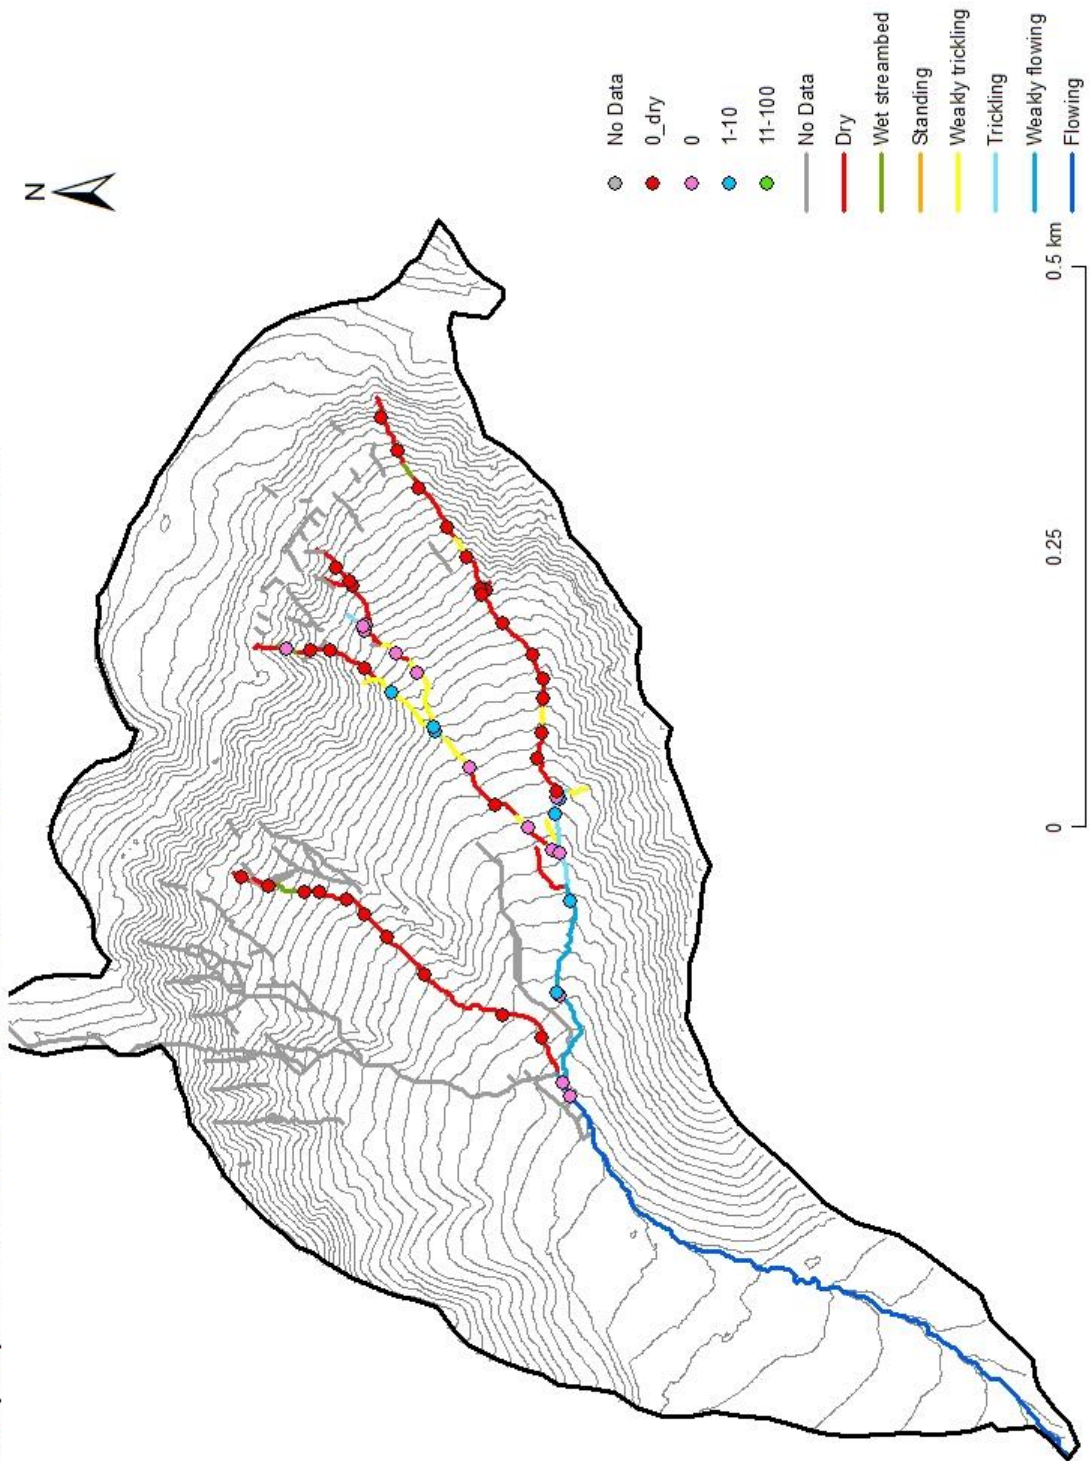 N
No Data
0_dry
0
1-10
11-100
No Data
Dry
Wet streambed
Standing
Weakly trickling
Trickling
Weakly flowing
Flowing
0
0.25
0.5 km